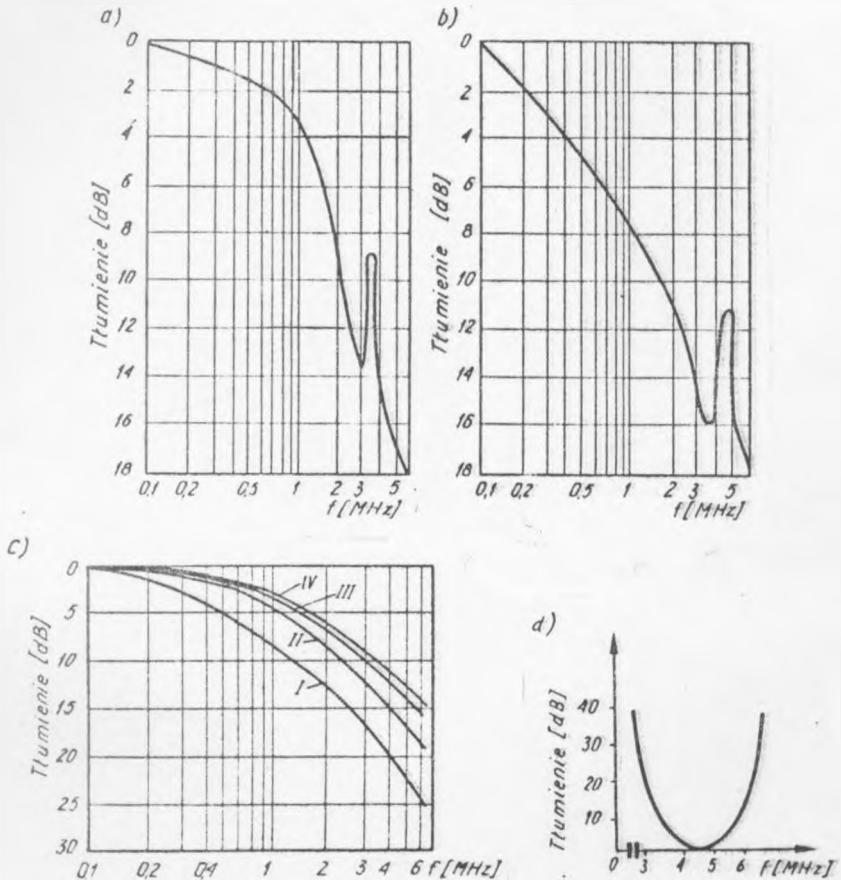 a)
0
2
4
6
8
10
12
14
16
18
Tłumienie [dB]
0,1 0,2 0,5 1 2 3 5
f [MHz]
b)
0
2
4
6
8
10
12
14
16
18
Tłumienie [dB]
0,1 0,2 0,5 1 2 3 5
f [MHz]
c)
0
5
10
15
20
25
30
Tłumienie [dB]
IV
III
II
I
0,1 0,2 0,4 1 2 3 4 6 f [MHz]
d)
40
30
20
10
Tłumienie [dB]
0 3 4 5 6 f [MHz]